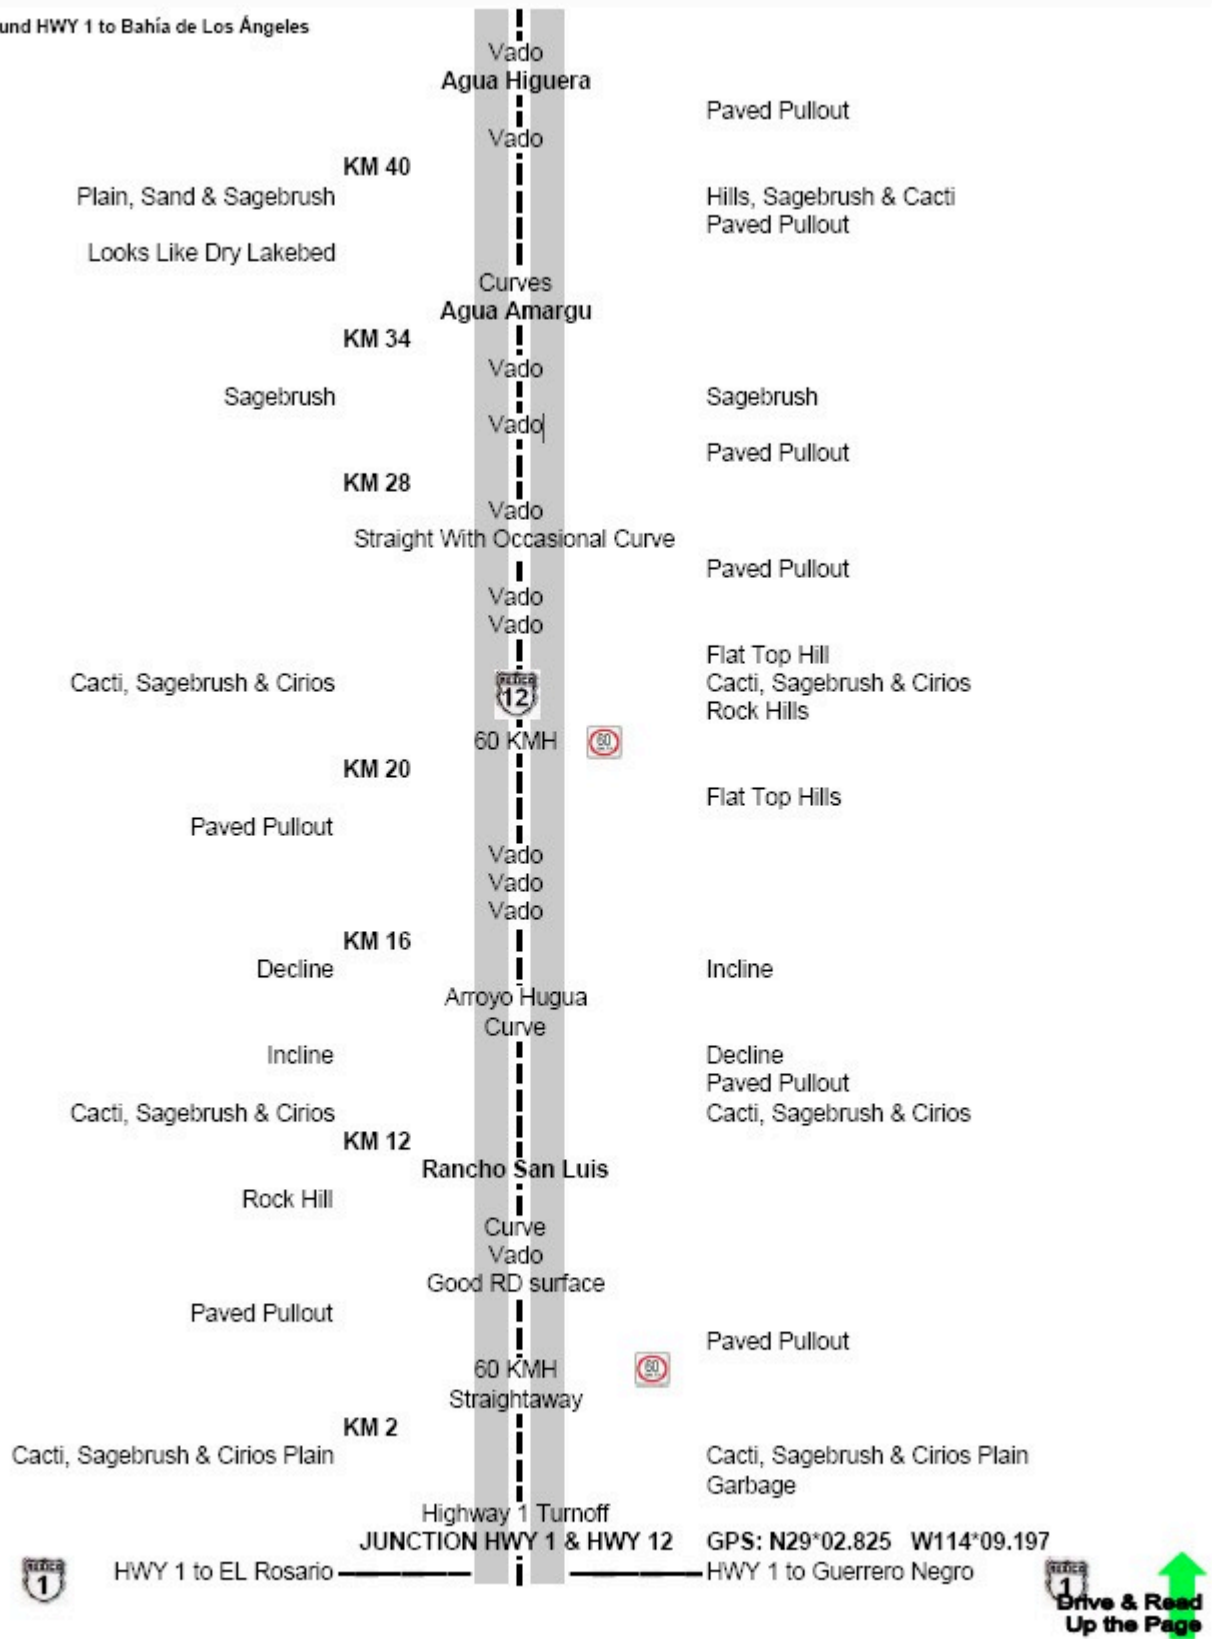 und HWY 1 to Bahía de Los Ángeles
Vado
Agua Higuera
Paved Pullout
Vado
KM 40
Plain, Sand & Sagebrush Hills, Sagebrush & Cacti
Paved Pullout
Looks Like Dry Lakebed
Curves
Agua Amargu
KM 34
Vado
Sagebrush Sagebrush
Vado
Paved Pullout
KM 28
Vado
Straight With Occasional Curve
Paved Pullout
Vado
Vado
Flat Top Hill
Cacti, Sagebrush & Cirios MEXICO 12 Cacti, Sagebrush & Cirios
Rock Hills
60 KMH 60
KM 20
Flat Top Hills
Paved Pullout
Vado
Vado
Vado
KM 16
Decline Incline
Arroyo Hugua
Curve
Incline Decline
Paved Pullout
Cacti, Sagebrush & Cirios Cacti, Sagebrush & Cirios
KM 12
Rancho San Luis
Rock Hill
Curve
Vado
Good RD surface
Paved Pullout
Paved Pullout
60 KMH 60
Straightaway
KM 2
Cacti, Sagebrush & Cirios Plain Cacti, Sagebrush & Cirios Plain
Garbage
Highway 1 Turnoff
JUNCTION HWY 1 & HWY 12 GPS: N29*02.825 W114*09.197
MEXICO 1 HWY 1 to EL Rosario HWY 1 to Guerrero Negro MEXICO 1
Drive & Read
Up the Page